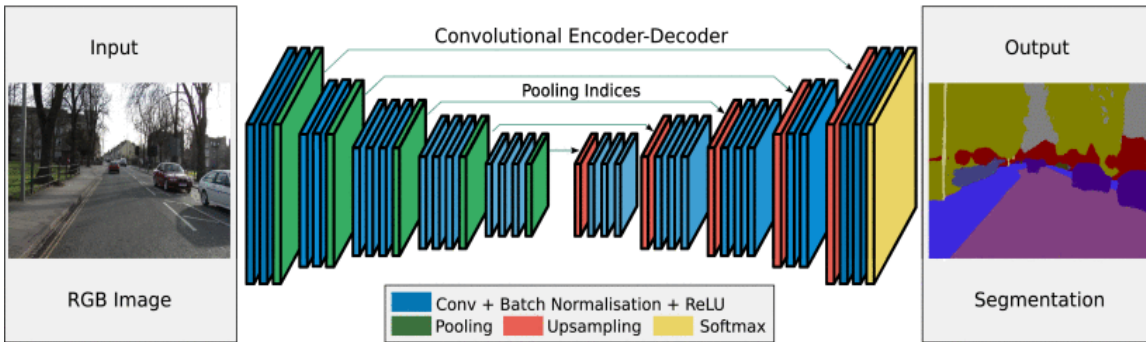 Input
RGB Image
Convolutional Encoder-Decoder
Pooling Indices
Conv + Batch Normalisation + ReLU
Pooling Upsampling Softmax
Output
Segmentation